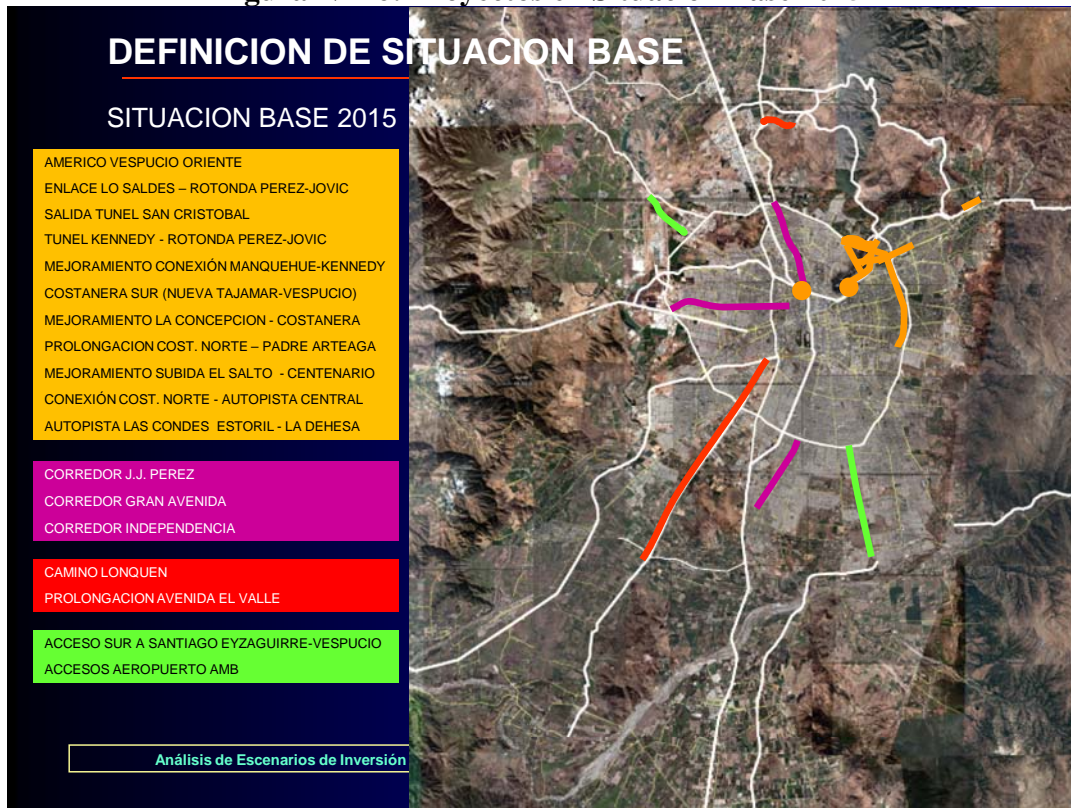 DEFINICION DE SITUACION BASE
SITUACION BASE 2015
AMERICO VESPUCIO ORIENTE
ENLACE LO SALDES – ROTONDA PEREZ-JOVIC
SALIDA TUNEL SAN CRISTOBAL
TUNEL KENNEDY - ROTONDA PEREZ-JOVIC
MEJORAMIENTO CONEXIÓN MANQUEHUE-KENNEDY
COSTANERA SUR (NUEVA TAJAMAR-VESPUCIO)
MEJORAMIENTO LA CONCEPCION - COSTANERA
PROLONGACION COST. NORTE – PADRE ARTEAGA
MEJORAMIENTO SUBIDA EL SALTO - CENTENARIO
CONEXIÓN COST. NORTE - AUTOPISTA CENTRAL
AUTOPISTA LAS CONDES ESTORIL - LA DEHESA
CORREDOR J.J. PEREZ
CORREDOR GRAN AVENIDA
CORREDOR INDEPENDENCIA
CAMINO LONQUEN
PROLONGACION AVENIDA EL VALLE
ACCESO SUR A SANTIAGO EYZAGUIRRE-VESPUCIO
ACCESOS AEROPUERTO AMB
Análisis de Escenarios de Inversión